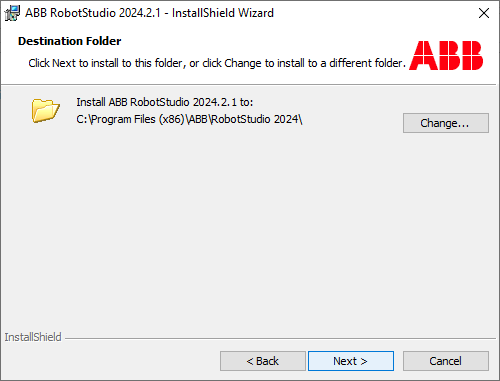 ABB RobotStudio 2024.2.1 - InstallShield Wizard
Destination Folder
Click Next to install to this folder, or click Change to install to a different folder.
ABB
Install ABB RobotStudio 2024.2.1 to:
C:\Program Files (x86)\ABB\RobotStudio 2024\
Change...
InstallShield
< Back
Next >
Cancel